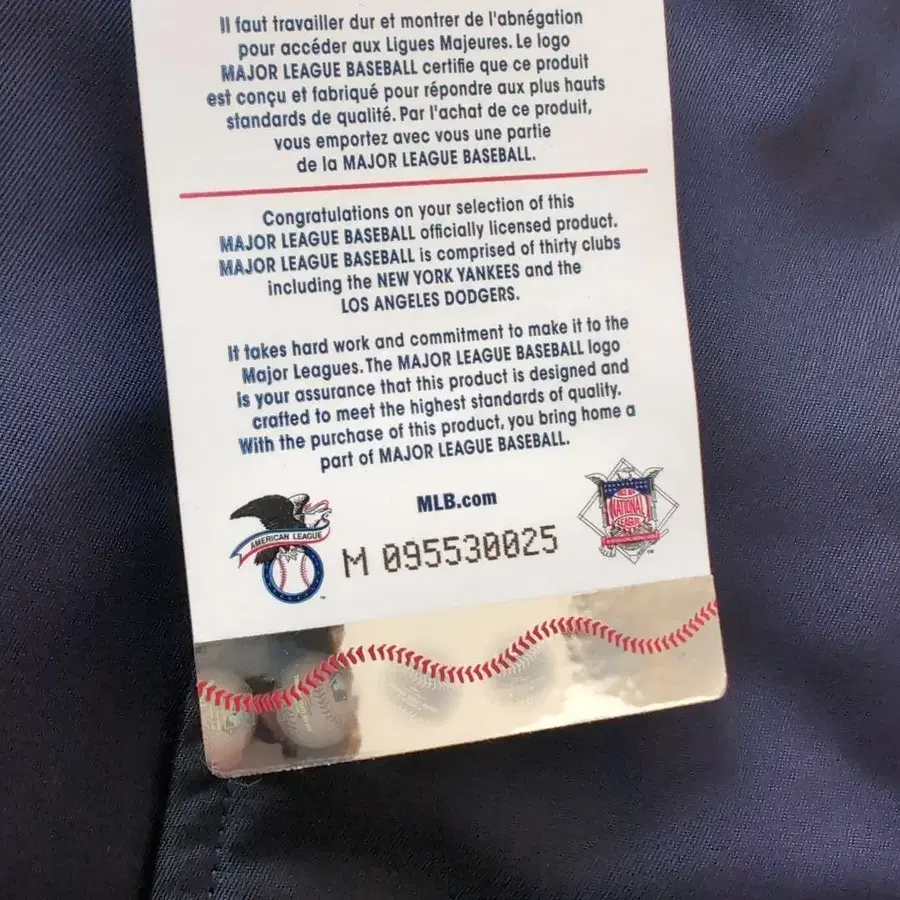 Il faut travailler dur et montrer de l'abnégation
pour accéder aux Ligues Majeures. Le logo
MAJOR LEAGUE BASEBALL certifie que ce produit
est conçu et fabriqué pour répondre aux plus hauts
standards de qualité. Par l'achat de ce produit,
vous emportez avec vous une partie
de la MAJOR LEAGUE BASEBALL.
Congratulations on your selection of this
MAJOR LEAGUE BASEBALL officially licensed product.
MAJOR LEAGUE BASEBALL is comprised of thirty clubs
including the NEW YORK YANKEES and the
LOS ANGELES DODGERS.
It takes hard work and commitment to make it to the
Major Leagues. The MAJOR LEAGUE BASEBALL logo
is your assurance that this product is designed and
crafted to meet the highest standards of quality.
With the purchase of this product, you bring home a
part of MAJOR LEAGUE BASEBALL.
MLB.com
AMERICAN LEAGUE
NATIONAL
LEAGUE
M 095530025